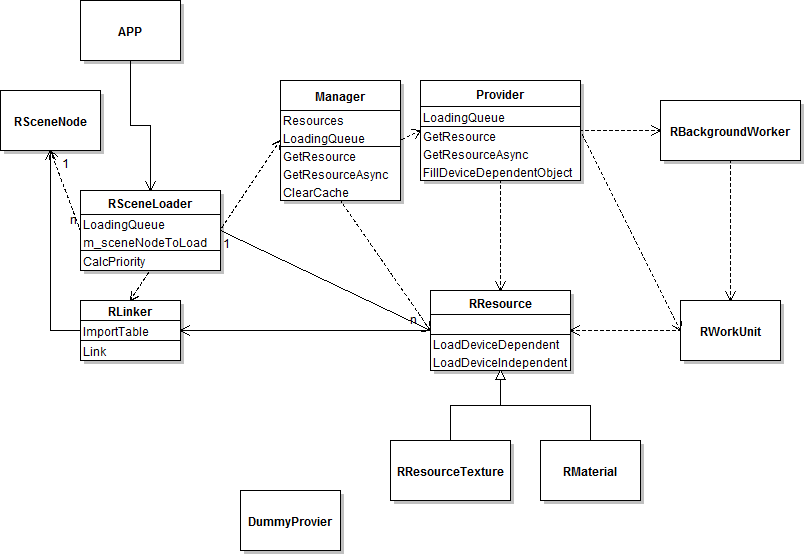 APP
RSceneNode
1
Manager
Resources
LoadingQueue
GetResource
GetResourceAsync
ClearCache
Provider
LoadingQueue
GetResource
GetResourceAsync
FillDeviceDependentObject
RBackgroundWorker
n
RSceneLoader
LoadingQueue
m_sceneNodeToLoad
CalcPriority
1
RLinker
ImportTable
Link
n
RResource
LoadDeviceDependent
LoadDeviceIndependent
RWorkUnit
RResourceTexture
RMaterial
DummyProvier